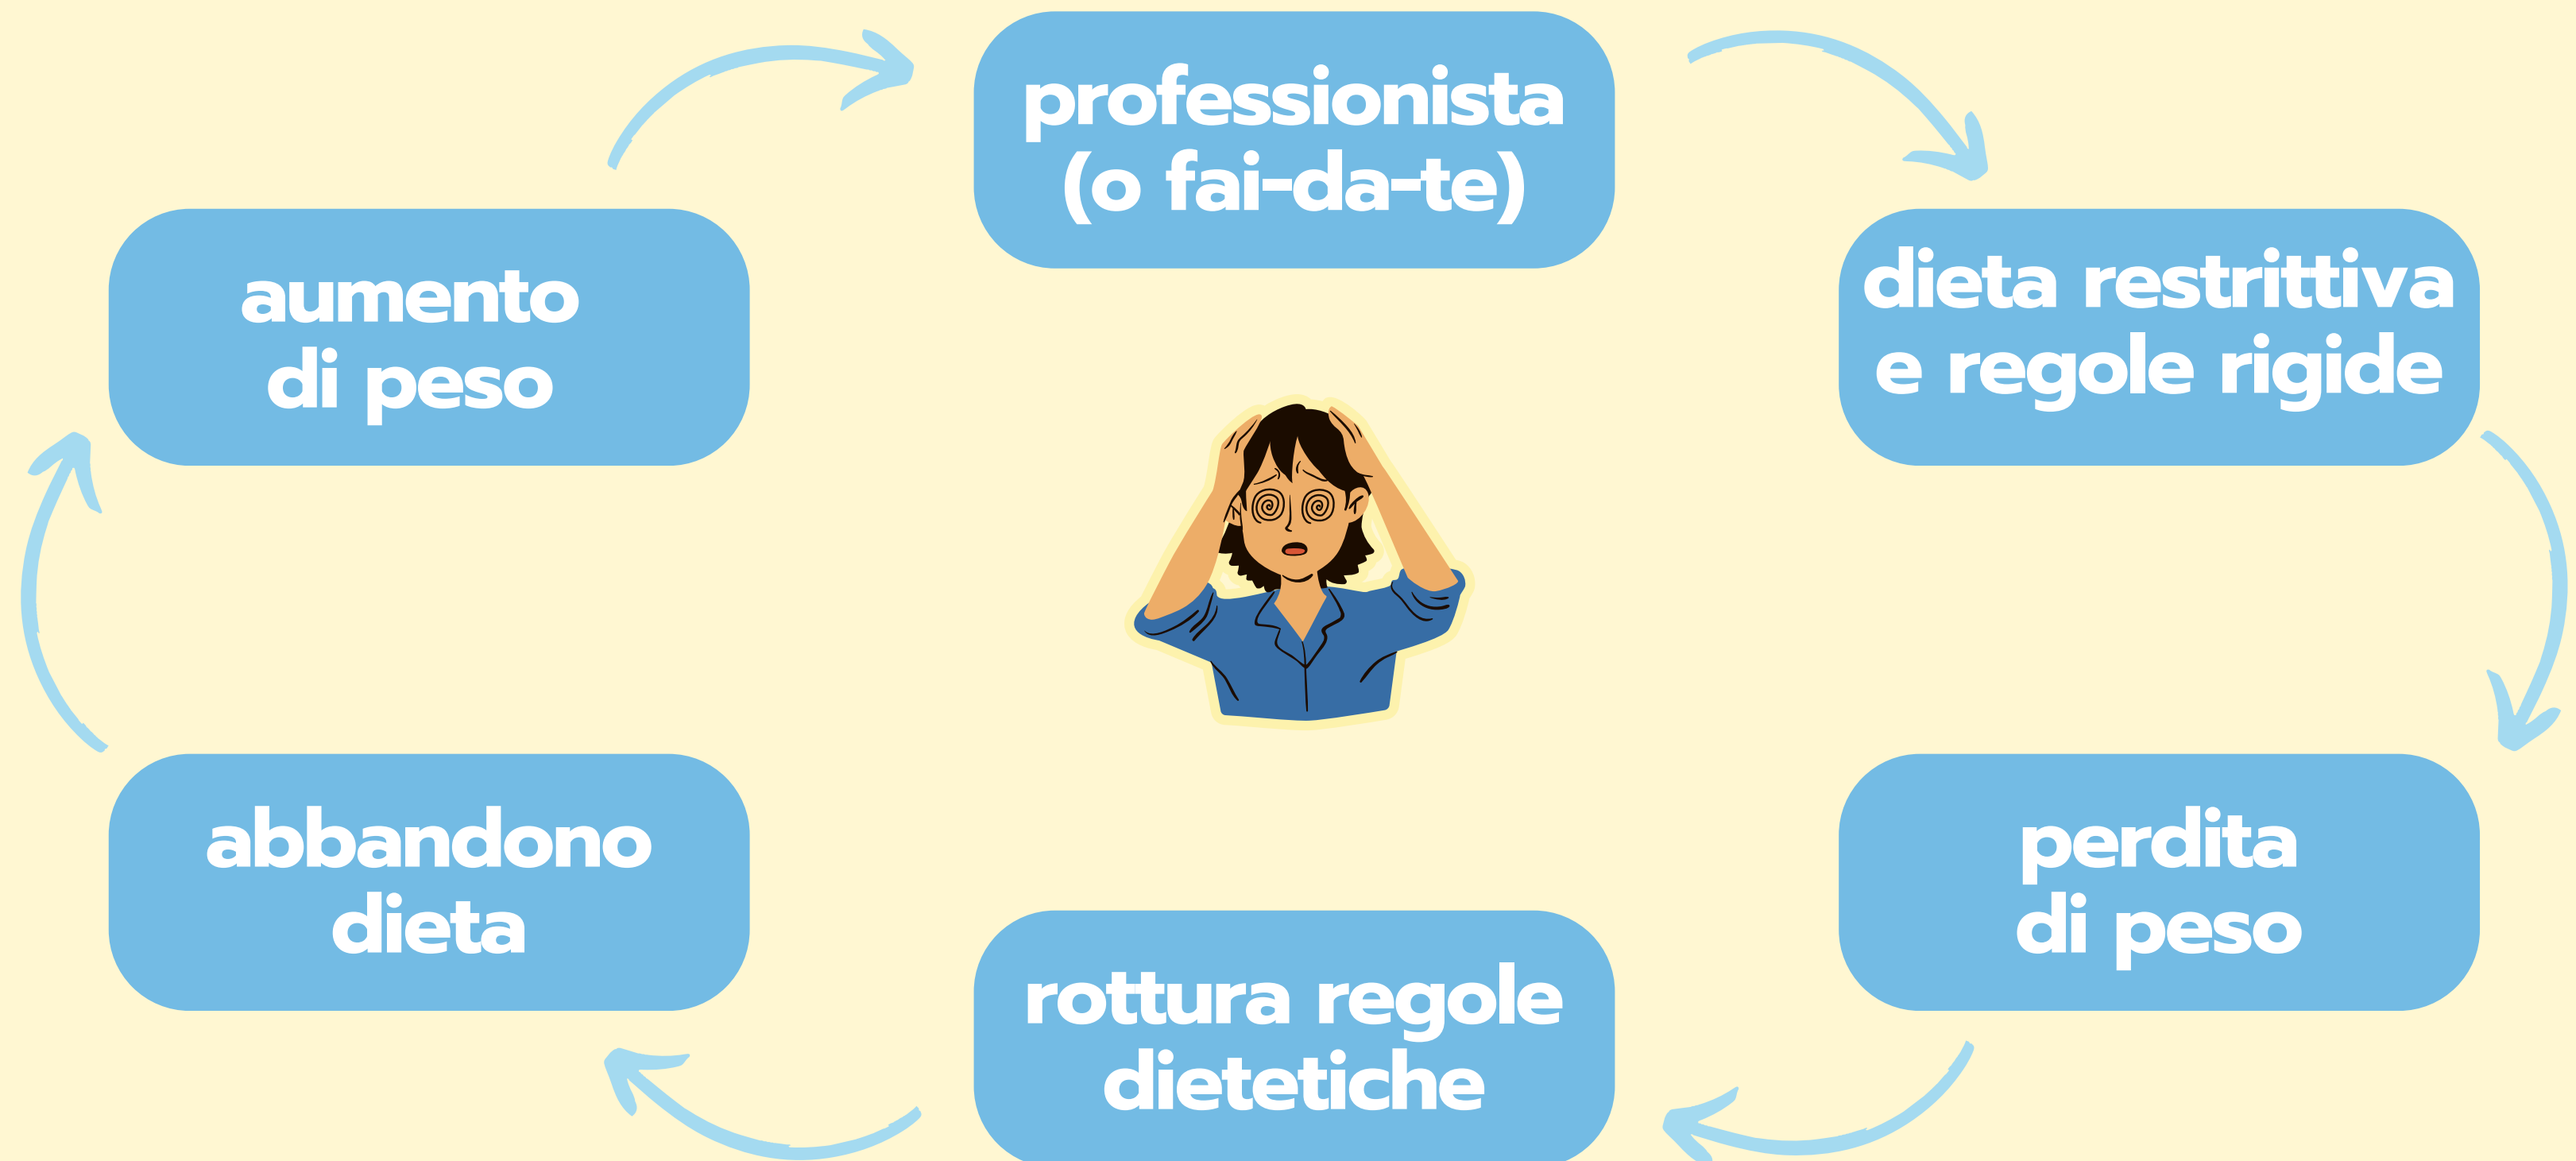 professionista
(o fai-da-te)
dieta restrittiva
e regole rigide
perdita
di peso
rottura regole
dietetiche
abbandono
dieta
aumento
di peso